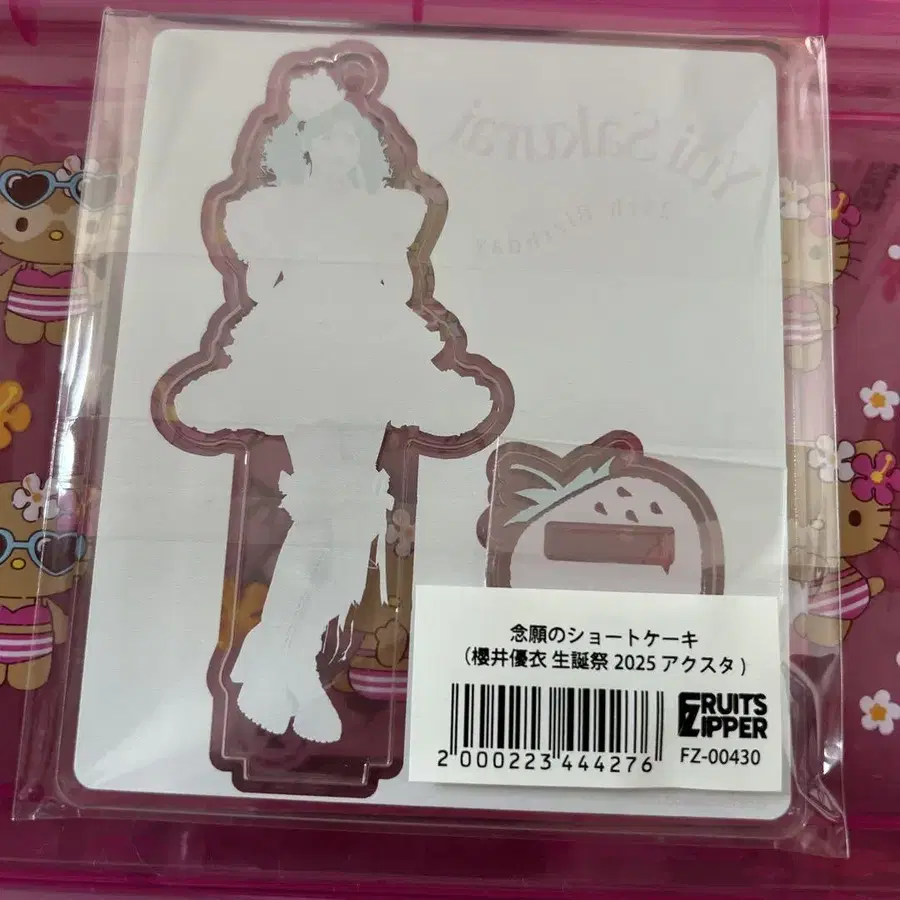 Yui Sakurai
Birthday
念願のショートケーキ
(櫻井優衣 生誕祭 2025 アクスタ)
FRUITS
ZIPPER
2 000223 444276
FZ-00430